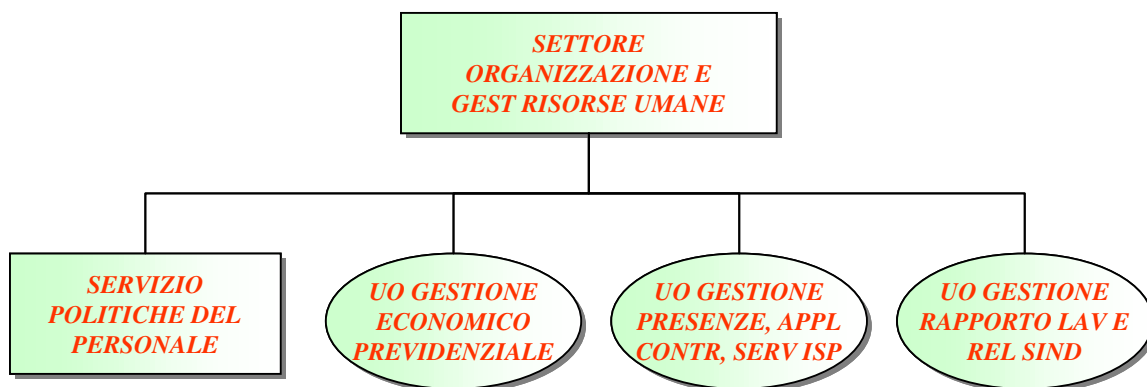 SETTORE
ORGANIZZAZIONE E
GEST RISORSE UMANE
SERVIZIO
POLITICHE DEL
PERSONALE
UO GESTIONE
ECONOMICO
PREVIDENZIALE
UO GESTIONE
PRESENZE, APPL
CONTR, SERV ISP
UO GESTIONE
RAPPORTO LAV E
REL SIND